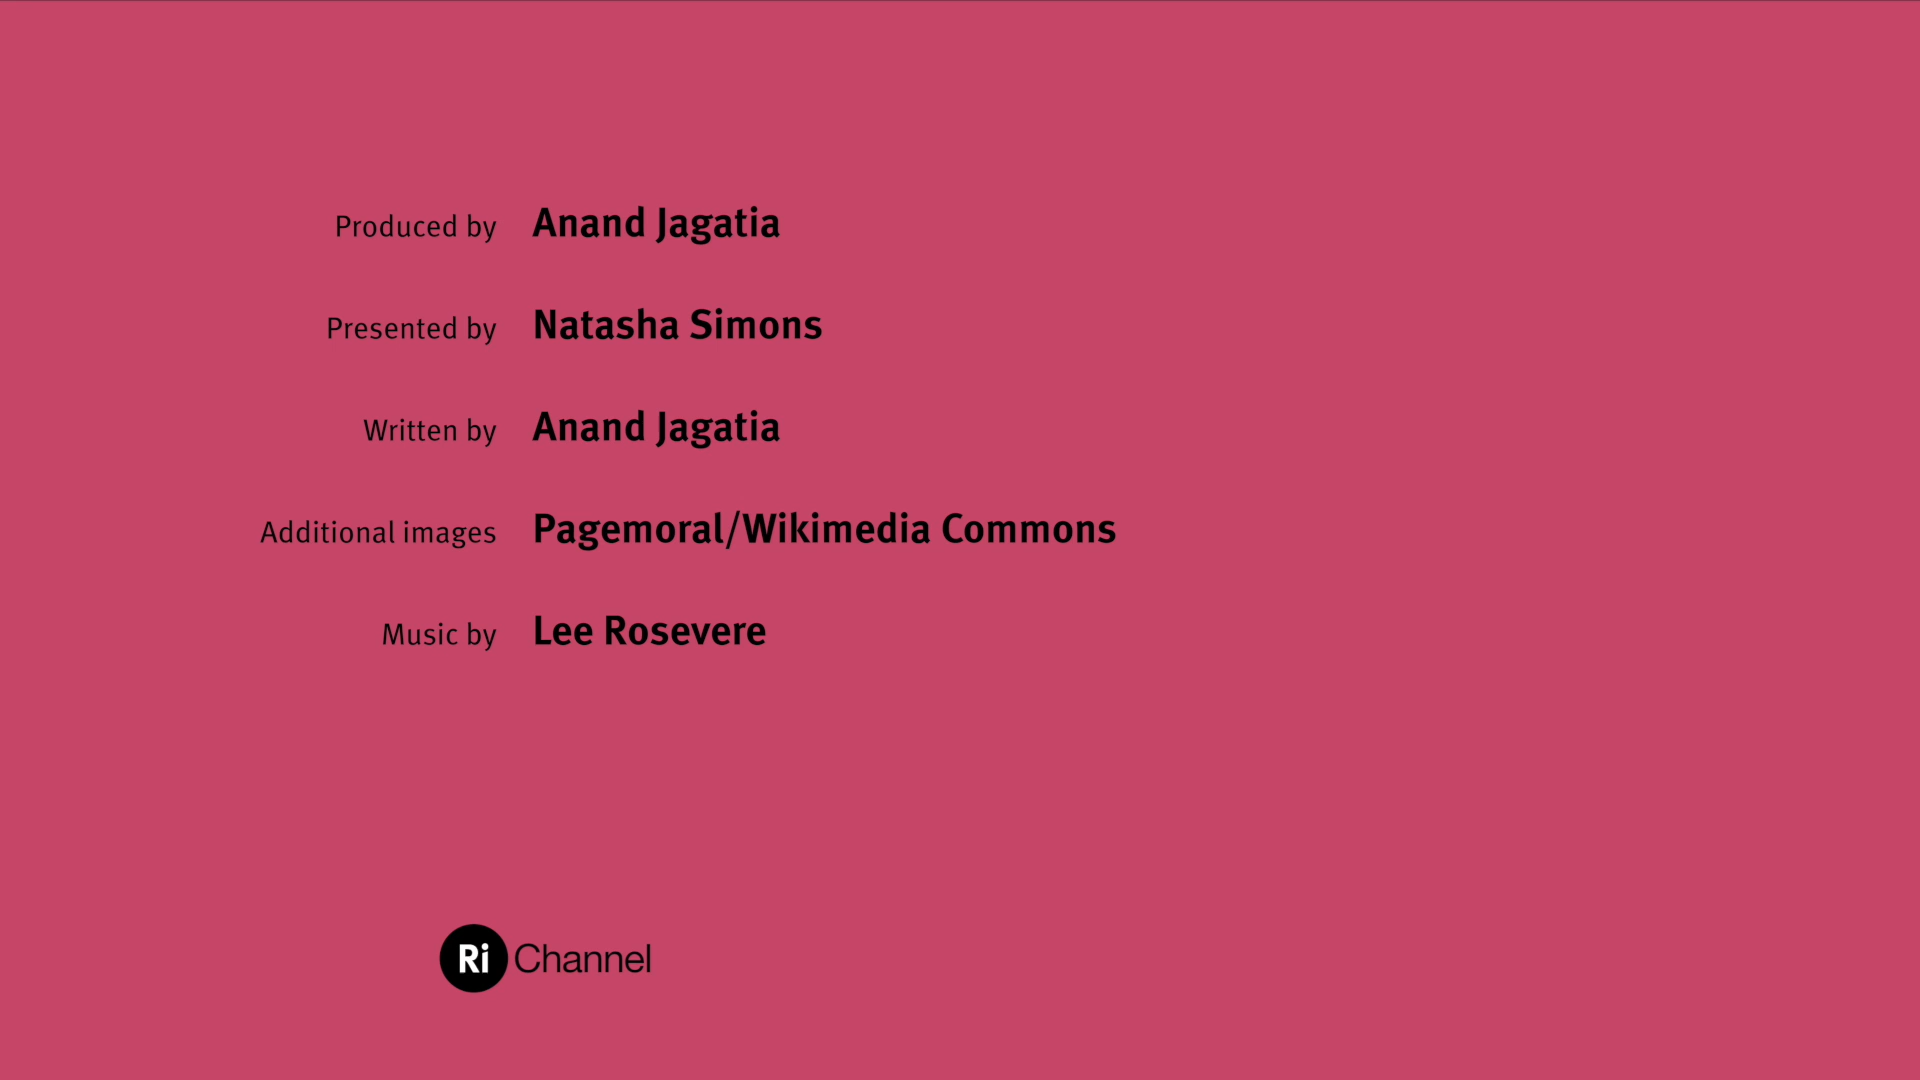 Produced by Anand Jagatia
Presented by Natasha Simons
Written by Anand Jagatia
Additional images Pagemoral/Wikimedia Commons
Music by Lee Rosevere
Ri Channel